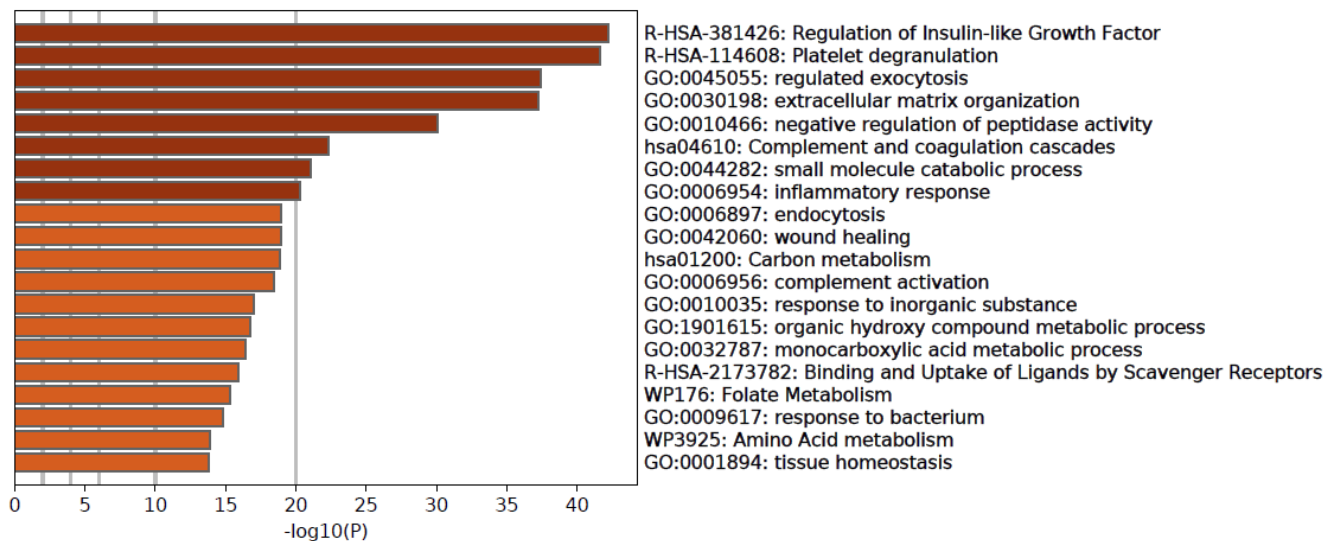 R-HSA-381426: Regulation of Insulin-like Growth Factor
R-HSA-114608: Platelet degranulation
GO:0045055: regulated exocytosis
GO:0030198: extracellular matrix organization
GO:0010466: negative regulation of peptidase activity
hsa04610: Complement and coagulation cascades
GO:0044282: small molecule catabolic process
GO:0006954: inflammatory response
GO:0006897: endocytosis
GO:0042060: wound healing
hsa01200: Carbon metabolism
GO:0006956: complement activation
GO:0010035: response to inorganic substance
GO:1901615: organic hydroxy compound metabolic process
GO:0032787: monocarboxylic acid metabolic process
R-HSA-2173782: Binding and Uptake of Ligands by Scavenger Receptors
WP176: Folate Metabolism
GO:0009617: response to bacterium
WP3925: Amino Acid metabolism
GO:0001894: tissue homeostasis
0 5 10 15 20 25 30 35 40
-log10(P)